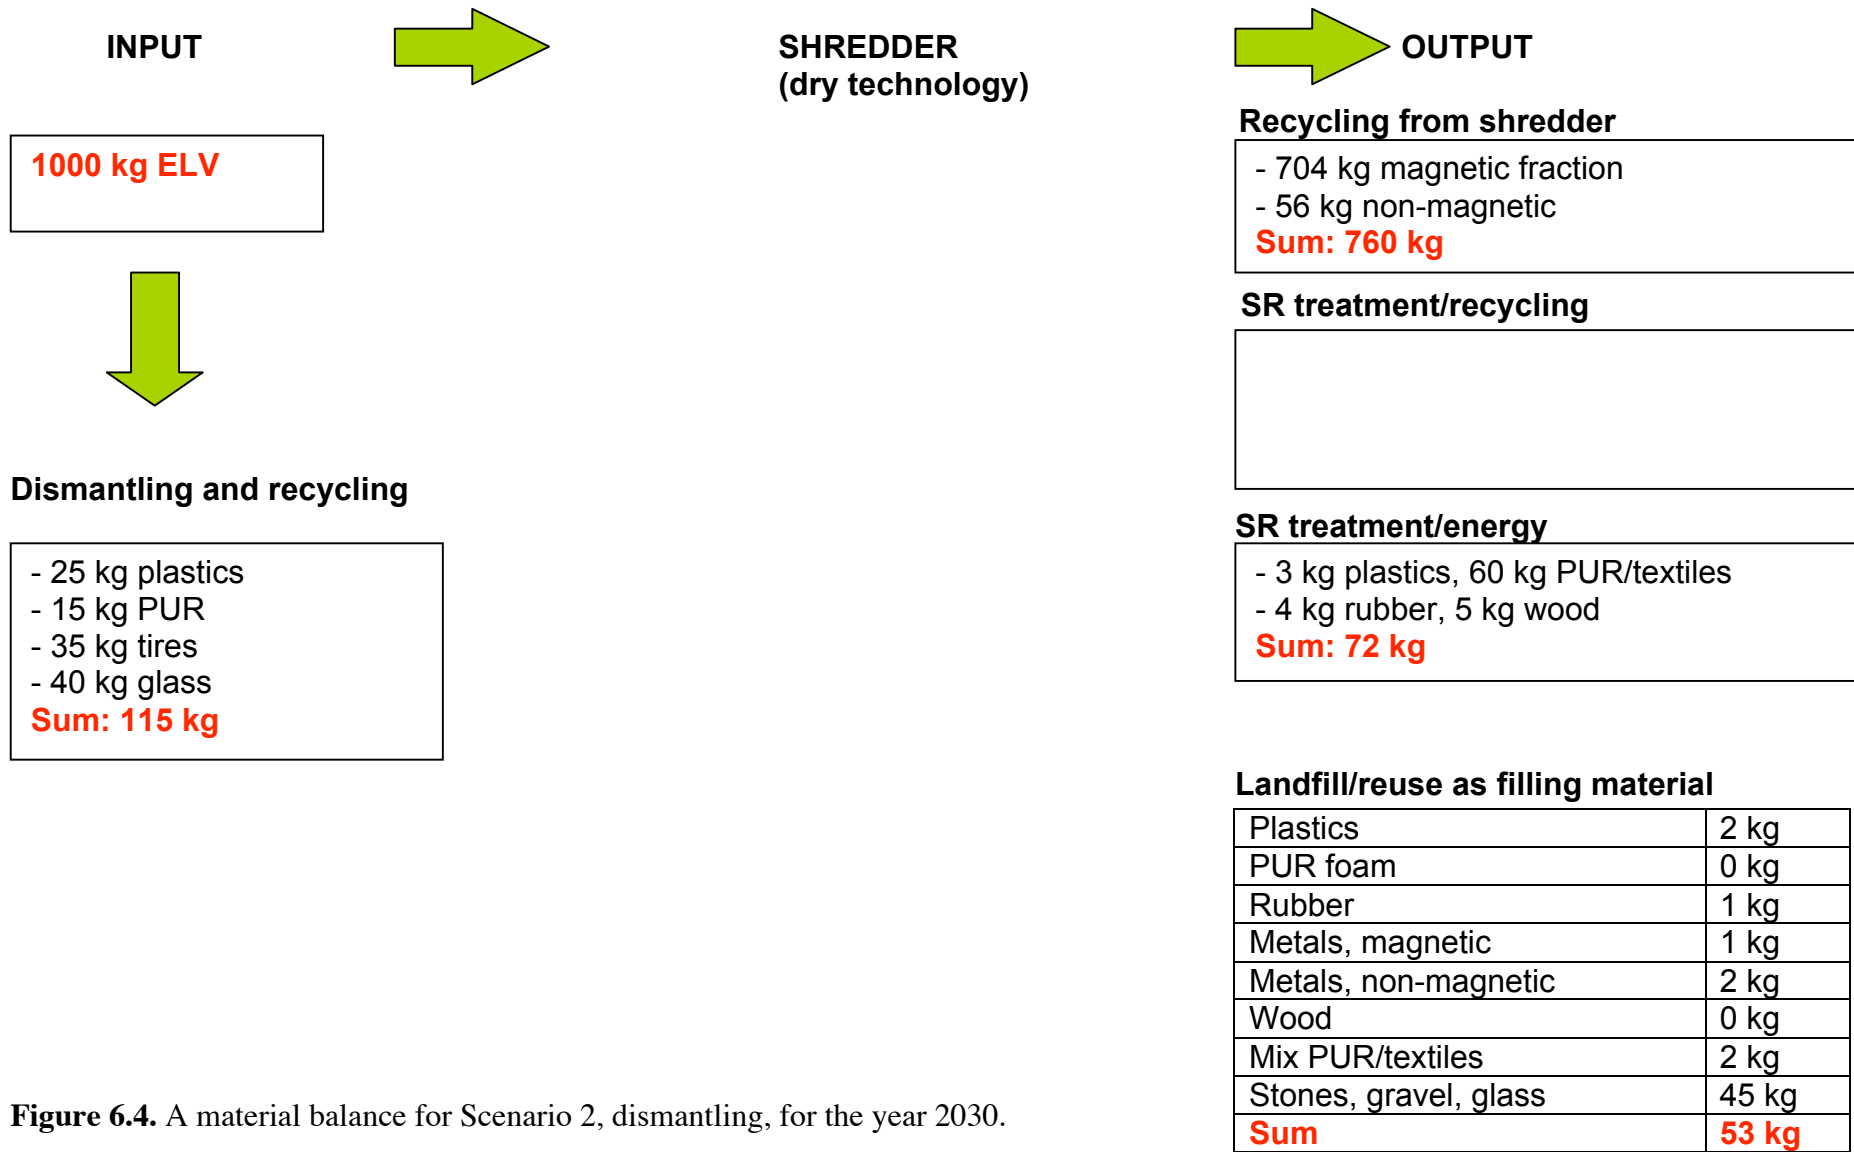 INPUT
SHREDDER
(dry technology)
OUTPUT
1000 kg ELV
Dismantling and recycling
- 25 kg plastics
- 15 kg PUR
- 35 kg tires
- 40 kg glass
Sum: 115 kg
Recycling from shredder
- 704 kg magnetic fraction
- 56 kg non-magnetic
Sum: 760 kg
SR treatment/recycling
SR treatment/energy
- 3 kg plastics, 60 kg PUR/textiles
- 4 kg rubber, 5 kg wood
Sum: 72 kg
Landfill/reuse as filling material
Plastics 2 kg
PUR foam 0 kg
Rubber 1 kg
Metals, magnetic 1 kg
Metals, non-magnetic 2 kg
Wood 0 kg
Mix PUR/textiles 2 kg
Stones, gravel, glass 45 kg
Sum 53 kg
Figure 6.4. A material balance for Scenario 2, dismantling, for the year 2030.